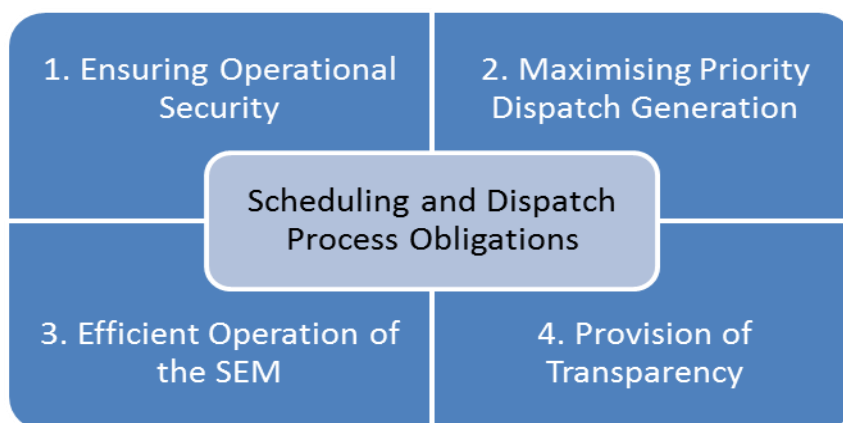 1. Ensuring Operational
Security
2. Maximising Priority
Dispatch Generation
Scheduling and Dispatch
Process Obligations
3. Efficient Operation of
the SEM
4. Provision of
Transparency